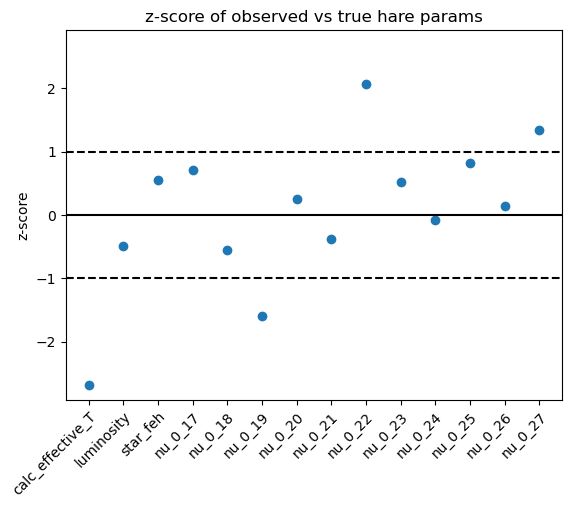 z-score of observed vs true hare params
z-score
2
1
0
−1
−2
calc_effective_T
luminosity
star_feh
nu_0_17
nu_0_18
nu_0_19
nu_0_20
nu_0_21
nu_0_22
nu_0_23
nu_0_24
nu_0_25
nu_0_26
nu_0_27